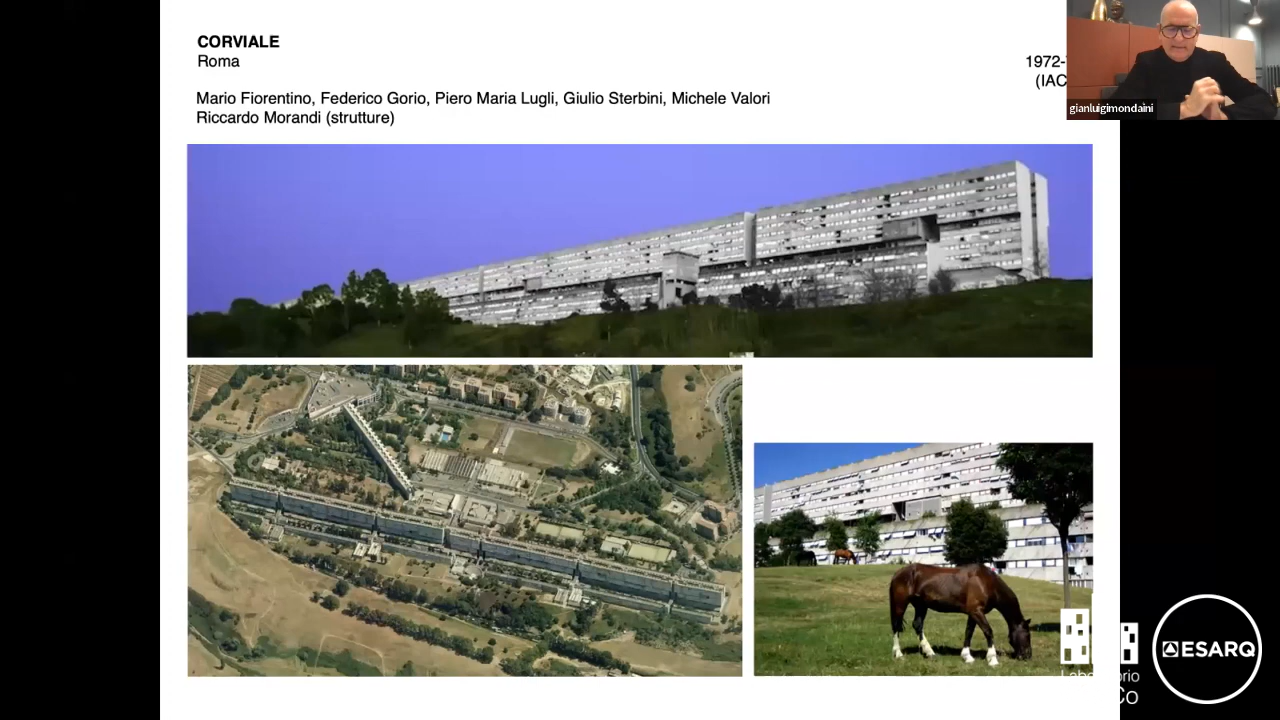 CORVIALE
Roma
1972-
(IAC
Mario Fiorentino, Federico Gorio, Piero Maria Lugli, Giulio Sterbini, Michele Valori
Riccardo Morandi (strutture)
gianluigimondaini
ESARQ